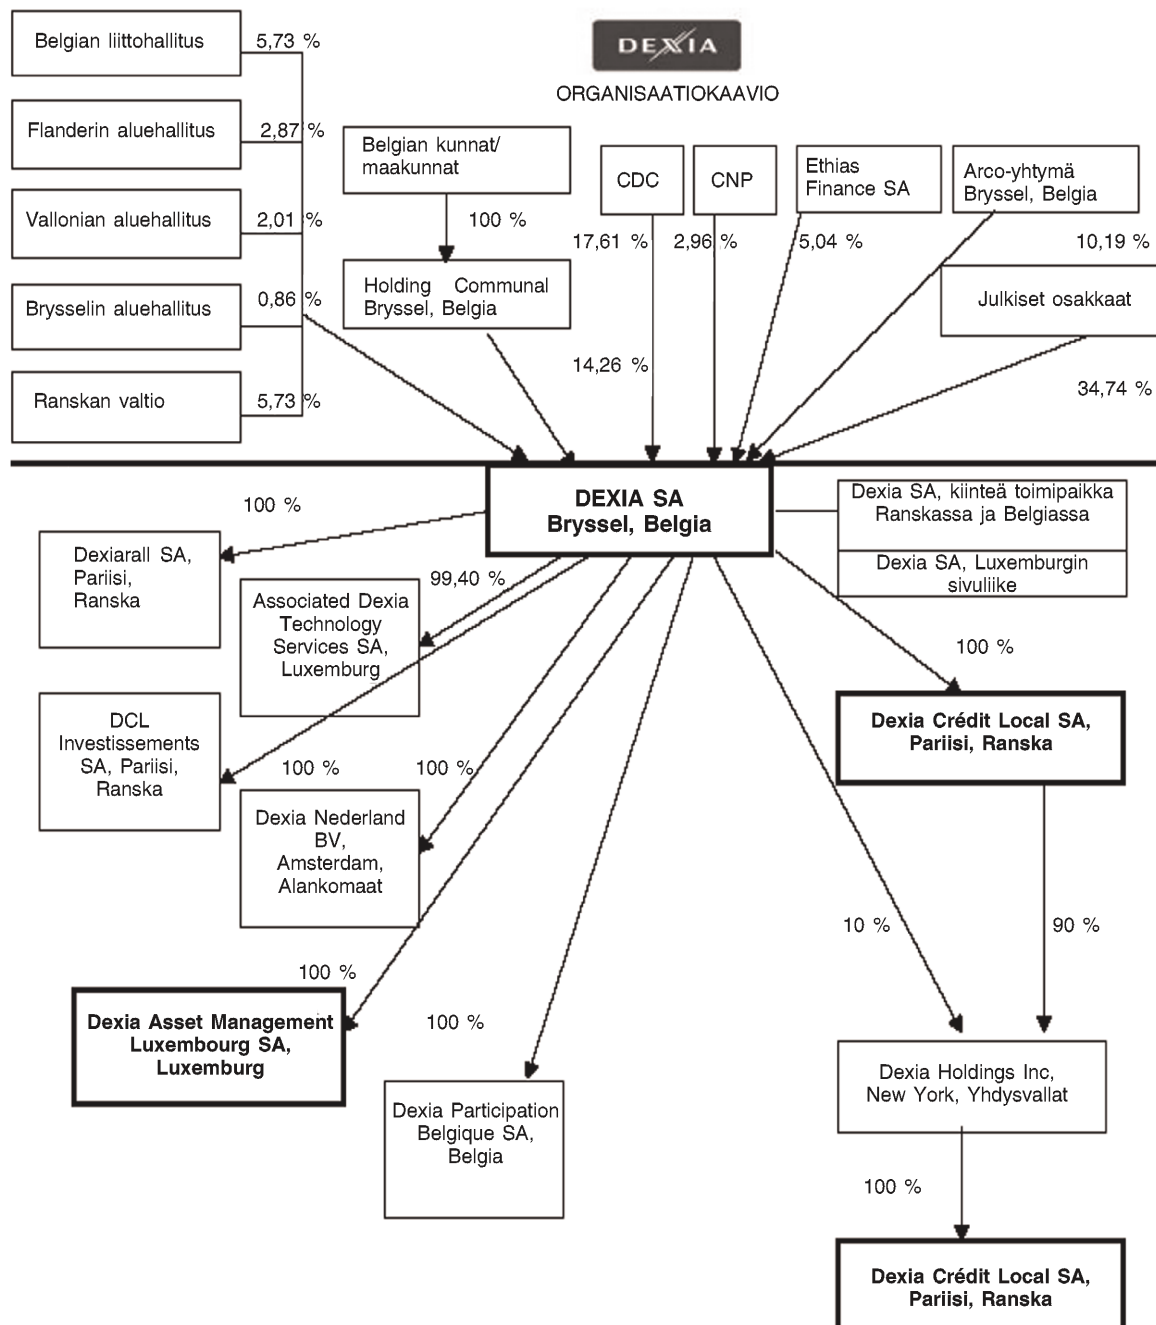 DEXIA
ORGANISAATIOKAAVIO
Belgian liittohallitus
5,73 %
Flanderin aluehallitus
2,87 %
Vallonian aluehallitus
2,01 %
Brysselin aluehallitus
0,86 %
Ranskan valtio
5,73 %
Belgian kunnat/
maakunnat
100 %
Holding Communal
Bryssel, Belgia
14,26 %
CDC
17,61 %
CNP
2,96 %
Ethias
Finance SA
5,04 %
Arco-yhtymä
Bryssel, Belgia
10,19 %
Julkiset osakkaat
34,74 %
DEXIA SA
Bryssel, Belgia
Dexia SA, kiinteä toimipaikka
Ranskassa ja Belgiassa
Dexia SA, Luxemburgin
sivuliike
100 %
Dexiarall SA,
Pariisi,
Ranska
99,40 %
Associated Dexia
Technology
Services SA,
Luxemburg
DCL
Investissements
SA, Pariisi,
Ranska
100 %
100 %
Dexia Nederland
BV,
Amsterdam,
Alankomaat
100 %
Dexia Asset Management
Luxembourg SA,
Luxemburg
100 %
Dexia Participation
Belgique SA,
Belgia
100 %
Dexia Crédit Local SA,
Pariisi, Ranska
10 %
90 %
Dexia Holdings Inc,
New York, Yhdysvallat
100 %
Dexia Crédit Local SA,
Pariisi, Ranska